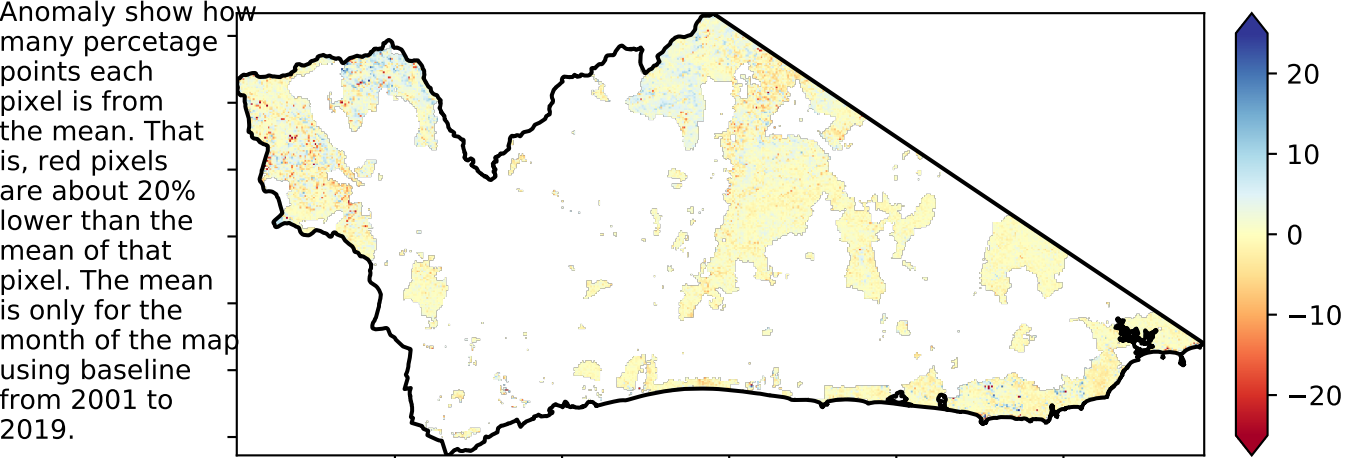 Anomaly show how
many percetage
points each
pixel is from
the mean. That
is, red pixels
are about 20%
lower than the
mean of that
pixel. The mean
is only for the
month of the map
using baseline
from 2001 to
2019.
20
10
0
−10
−20